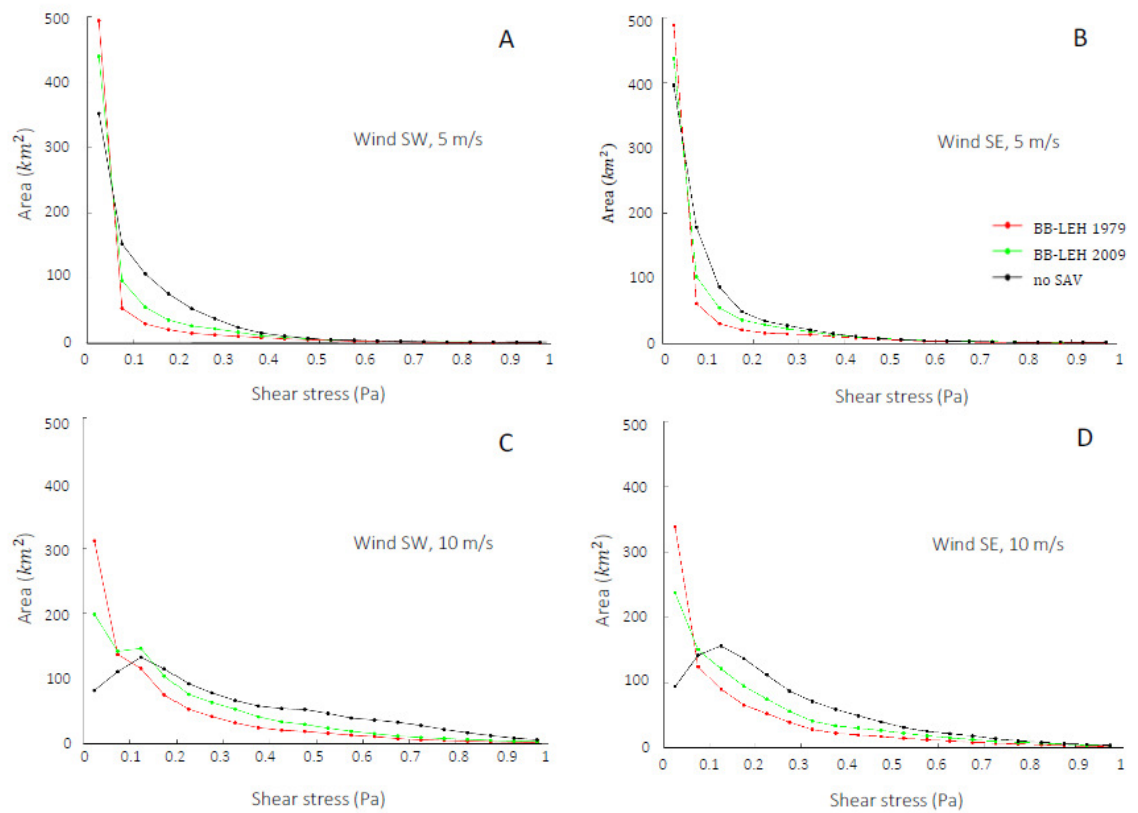 A
500
400
300
200
100
0
Area (km²)
Wind SW, 5 m/s
0 0.1 0.2 0.3 0.4 0.5 0.6 0.7 0.8 0.9 1
Shear stress (Pa)
B
500
400
300
200
100
0
Area (km²)
Wind SE, 5 m/s
BB-LEH 1979
BB-LEH 2009
no SAV
0 0.1 0.2 0.3 0.4 0.5 0.6 0.7 0.8 0.9 1
Shear stress (Pa)
C
500
400
300
200
100
0
Area (km²)
Wind SW, 10 m/s
0 0.1 0.2 0.3 0.4 0.5 0.6 0.7 0.8 0.9 1
Shear stress (Pa)
D
500
400
300
200
100
0
Area (km²)
Wind SE, 10 m/s
0 0.1 0.2 0.3 0.4 0.5 0.6 0.7 0.8 0.9 1
Shear stress (Pa)